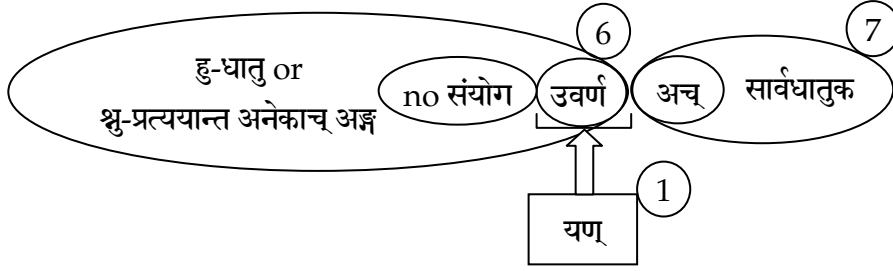 6
7
हु-धातु or
श्नु-प्रत्ययान्त अनेकाच् अङ्ग
no संयोग
उवर्ण
अच्
सार्वधातुक
1
यण्